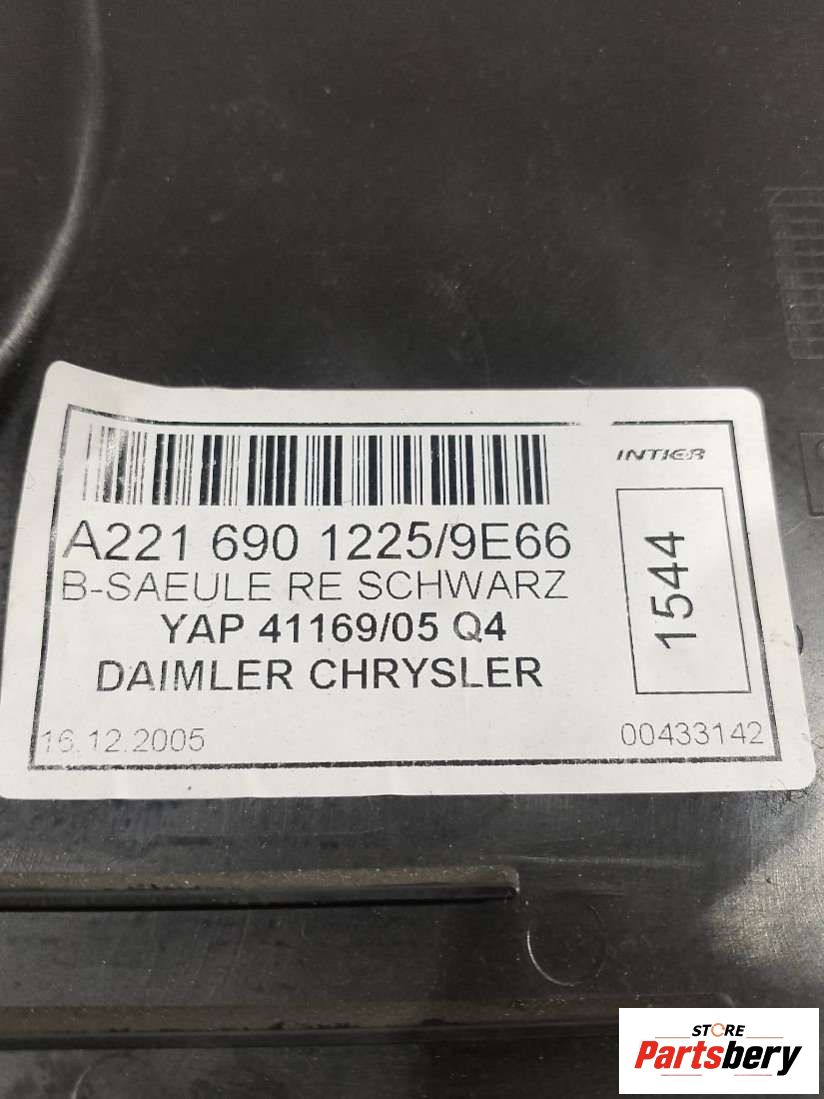 INTIER
A221 690 1225/9E66
B-SAEULE RE SCHWARZ
YAP 41169/05 Q4
DAIMLER CHRYSLER
1544
16.12.2005
00433142
STORE
Partsbery